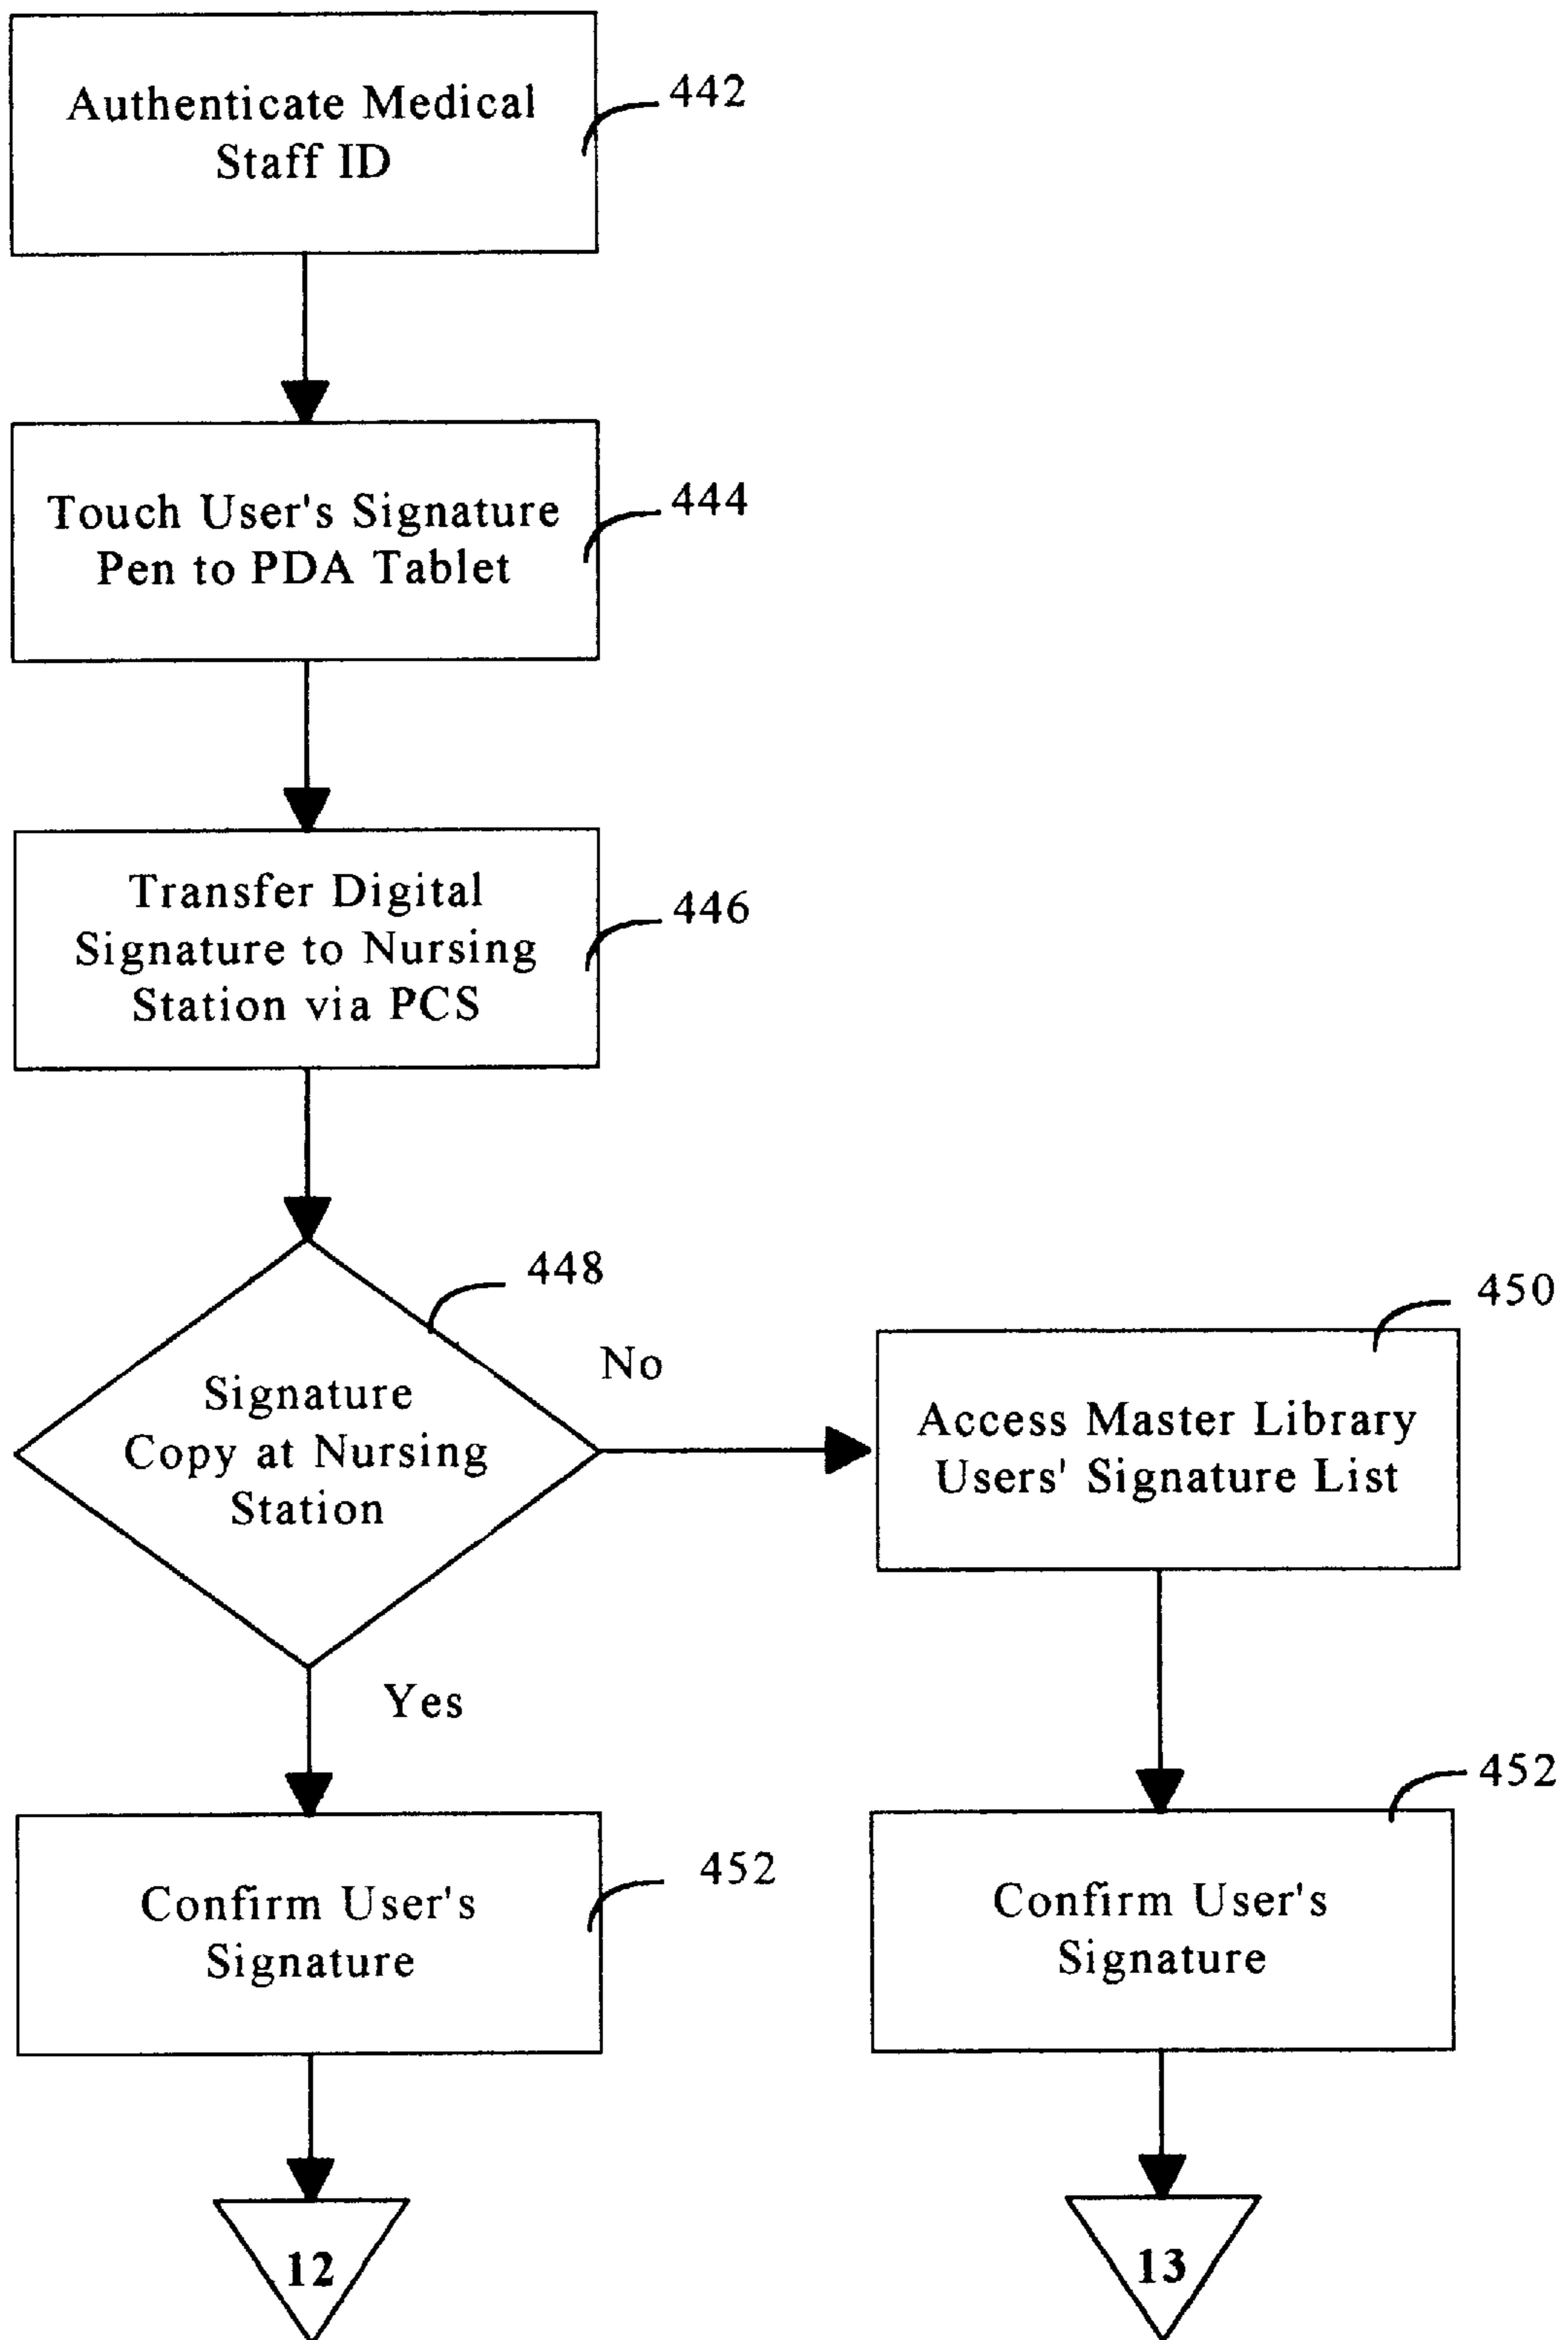 Authenticate Medical
Staff ID
442
Touch User's Signature
Pen to PDA Tablet
444
Transfer Digital
Signature to Nursing
Station via PCS
446
448
Signature
Copy at Nursing
Station
No
Yes
450
Access Master Library
Users' Signature List
452
Confirm User's
Signature
452
Confirm User's
Signature
12
13